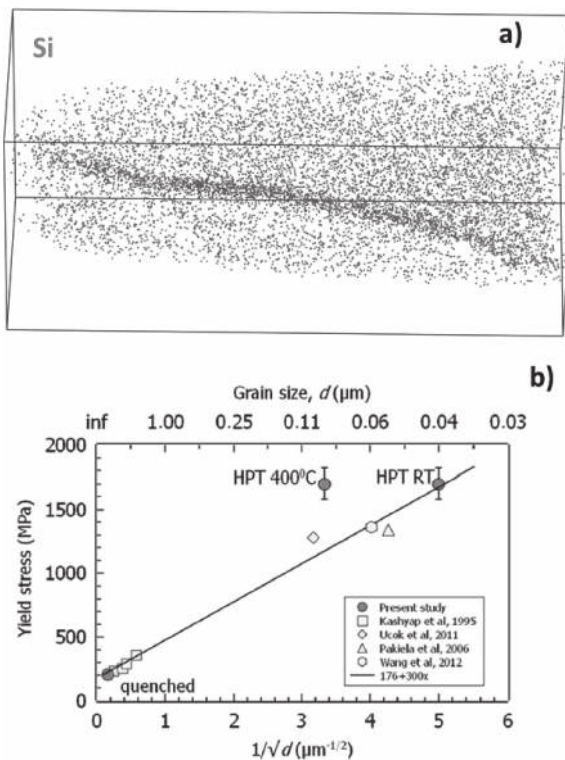 a)
Si
b)
Grain size, d (µm)
inf 1.00 0.25 0.11 0.06 0.04 0.03
2000
1500
1000
500
0
Yield stress (MPa)
HPT 400⁰C HPT RT
quenched
Present study
Kashyap et al, 1995
Ucok et al, 2011
Pakiela et al, 2006
Wang et al, 2012
176+300x
0 1 2 3 4 5 6
1/√d (µm⁻¹/²)